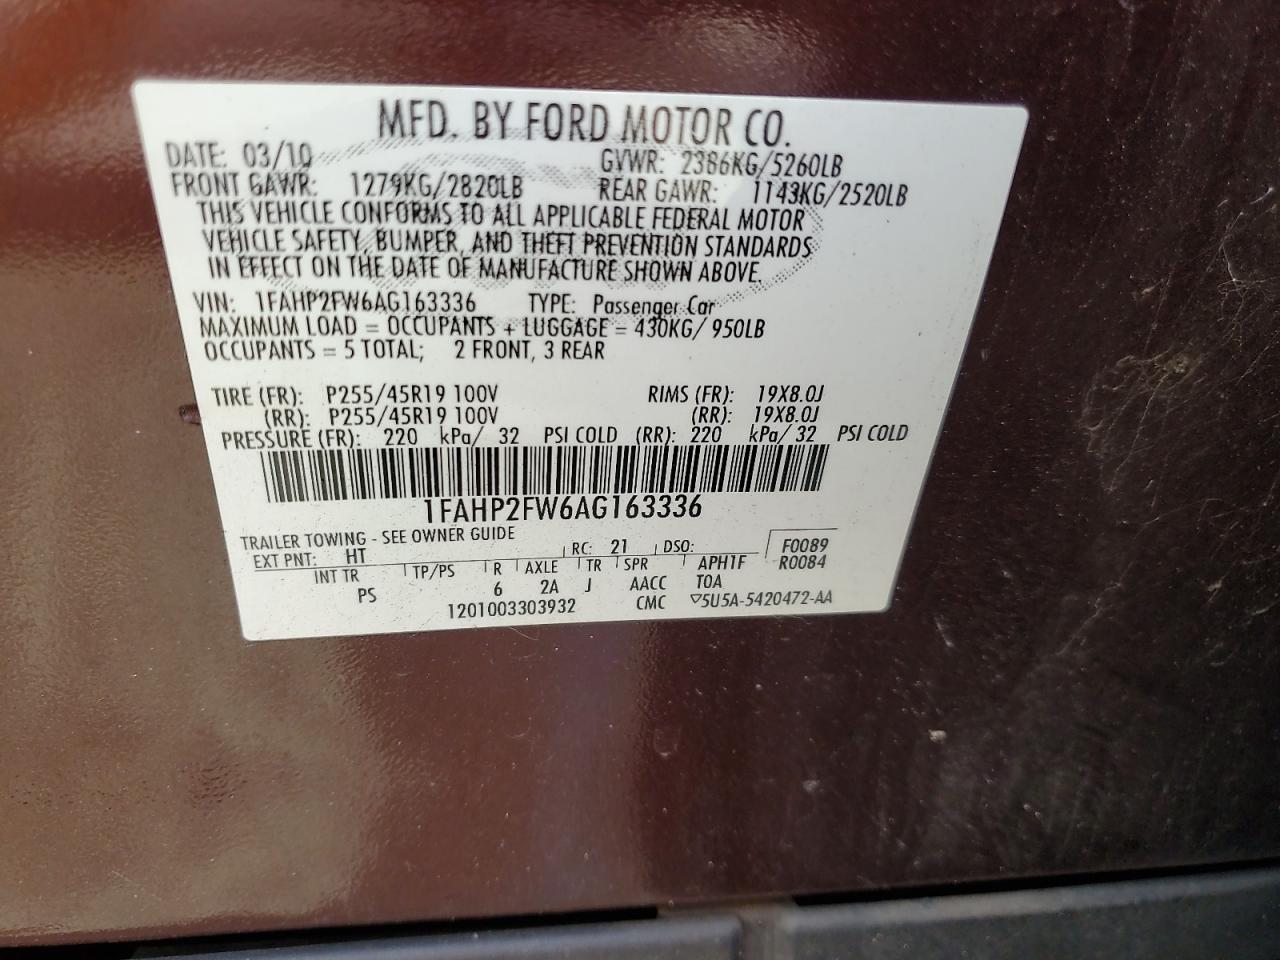 MFD. BY FORD MOTOR CO.
DATE: 03/10 GVWR: 2386KG/5260LB
FRONT GAWR: 1279KG/2820LB REAR GAWR: 1143KG/2520LB
THIS VEHICLE CONFORMS TO ALL APPLICABLE FEDERAL MOTOR
VEHICLE SAFETY, BUMPER, AND THEFT PREVENTION STANDARDS
IN EFFECT ON THE DATE OF MANUFACTURE SHOWN ABOVE.
VIN: 1FAHP2FW6AG163336 TYPE: Passenger Car
MAXIMUM LOAD = OCCUPANTS + LUGGAGE = 430KG/ 950LB
OCCUPANTS = 5 TOTAL; 2 FRONT, 3 REAR
TIRE (FR): P255/45R19 100V RIMS (FR): 19X8.0J
(RR): P255/45R19 100V (RR): 19X8.0J
PRESSURE (FR): 220 kPa/ 32 PSI COLD (RR): 220 kPa/ 32 PSI COLD
1FAHP2FW6AG163336
TRAILER TOWING - SEE OWNER GUIDE
EXT PNT: HT RC: 21 DSO: F0089
INT TR TP/PS R AXLE TR SPR APH1F R0084
PS 6 2A J AACC TOA
1201003303932 CMC ▽5U5A-5420472-AA